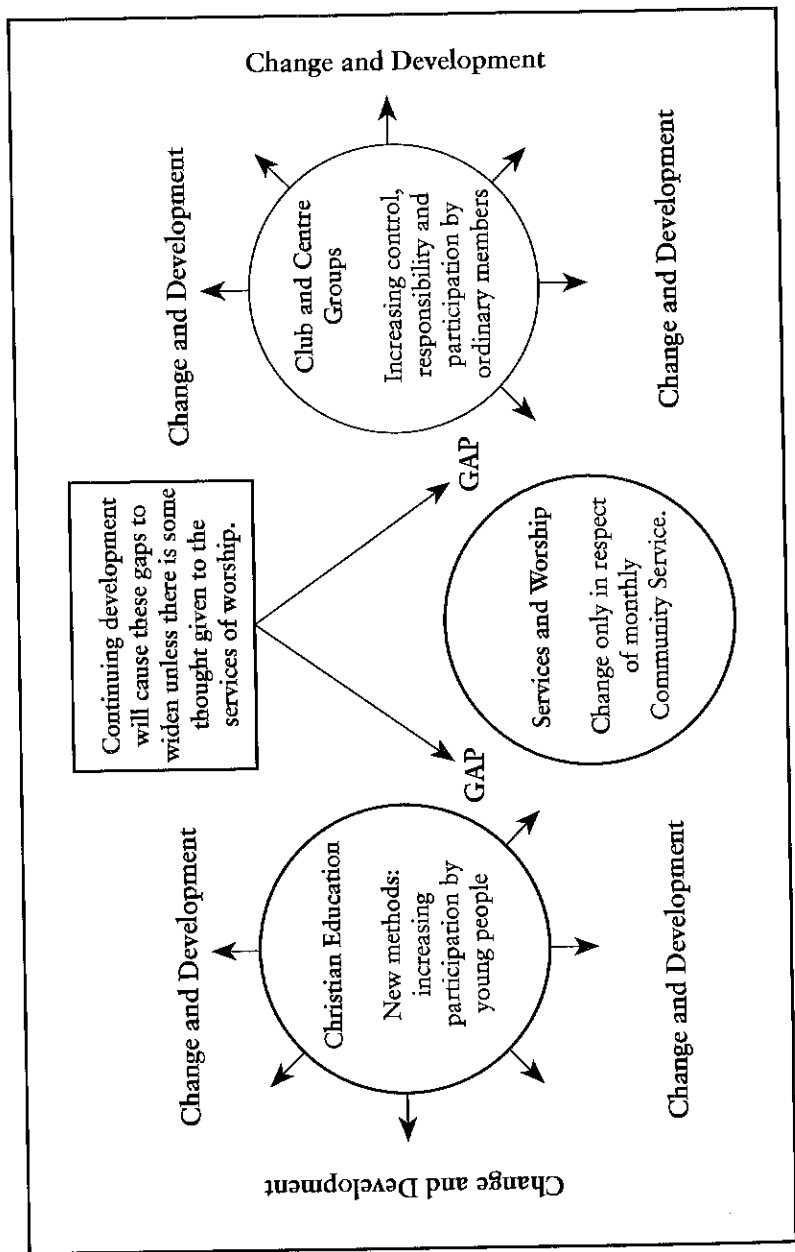 Change and Development
Change and Development
Change and Development
Christian Education
New methods:
increasing
participation by
young people
Change and Development
Continuing development
will cause these gaps to
widen unless there is some
thought given to the
services of worship.
GAP
GAP
Services and Worship
Change only in respect
of monthly
Community Service.
Change and Development
Club and Centre
Groups
Increasing control,
responsibility and
participation by
ordinary members
Change and Development
Change and Development